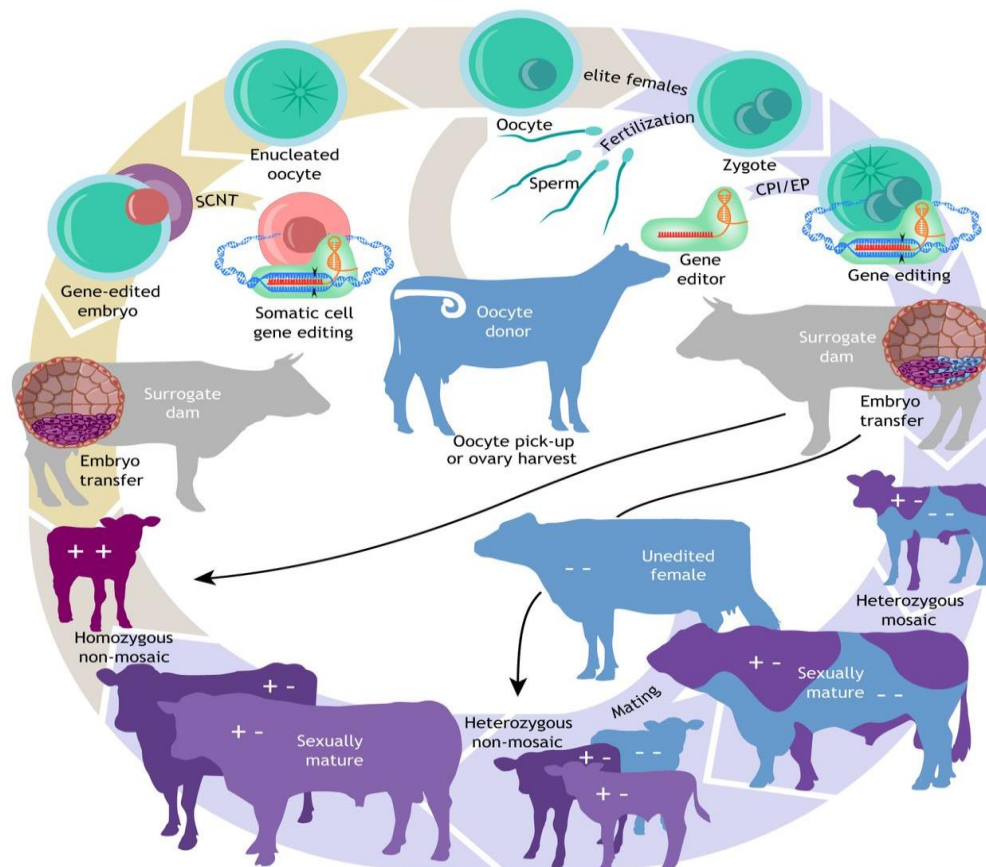 elite females
Oocyte
Fertilization
Enucleated
oocyte
Sperm
Zygote
SCNT
CPI/EP
Gene-edited
embryo
Somatic cell
gene editing
Oocyte
donor
Gene
editor
Gene editing
Surrogate
dam
Surrogate
dam
Embryo
transfer
Oocyte pick-up
or ovary harvest
Embryo
transfer
+ +
Homozygous
non-mosaic
- -
Unedited
female
+ -
- -
Heterozygous
mosaic
+ -
+ -
Sexually
mature
Heterozygous
non-mosaic
Mating
+ -
- -
+ -
+ -
Sexually
mature
- -